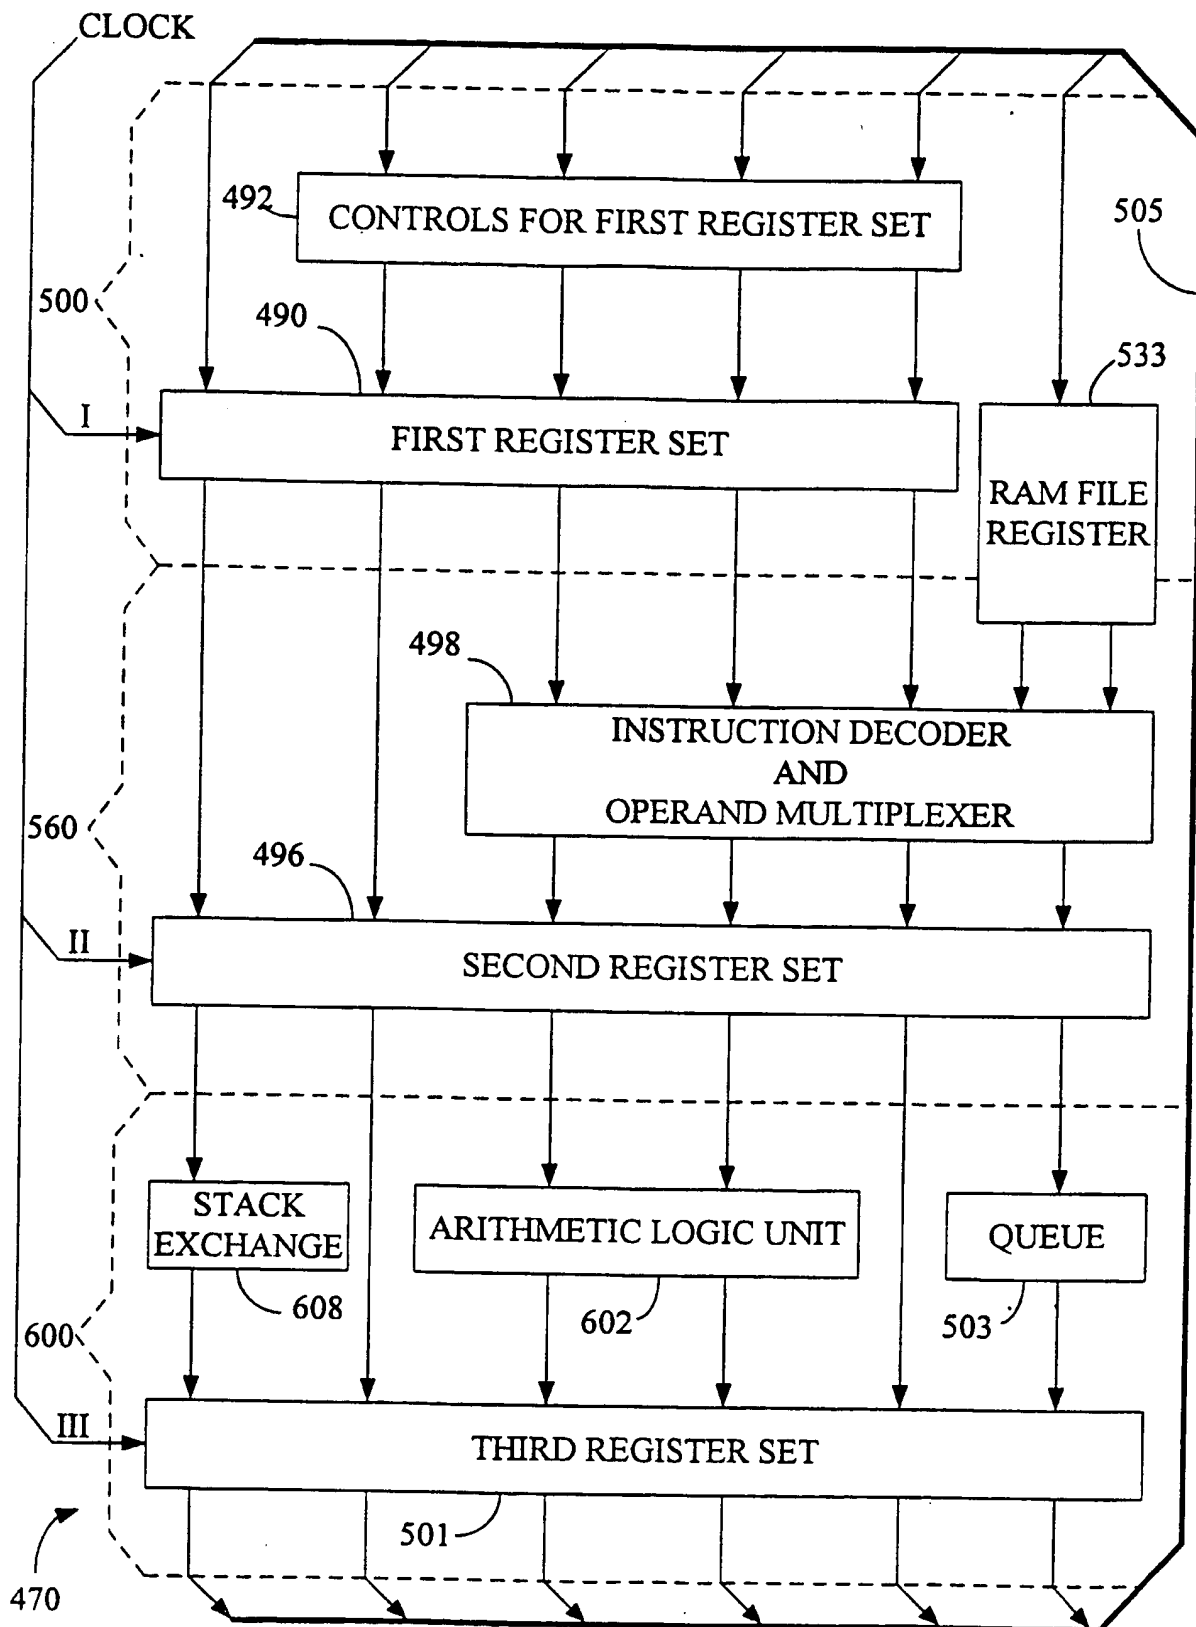 CLOCK
492
CONTROLS FOR FIRST REGISTER SET
505
500
490
533
I
FIRST REGISTER SET
RAM FILE
REGISTER
498
INSTRUCTION DECODER
AND
OPERAND MULTIPLEXER
560
496
II
SECOND REGISTER SET
STACK
EXCHANGE
ARITHMETIC LOGIC UNIT
QUEUE
608
602
503
600
III
THIRD REGISTER SET
501
470